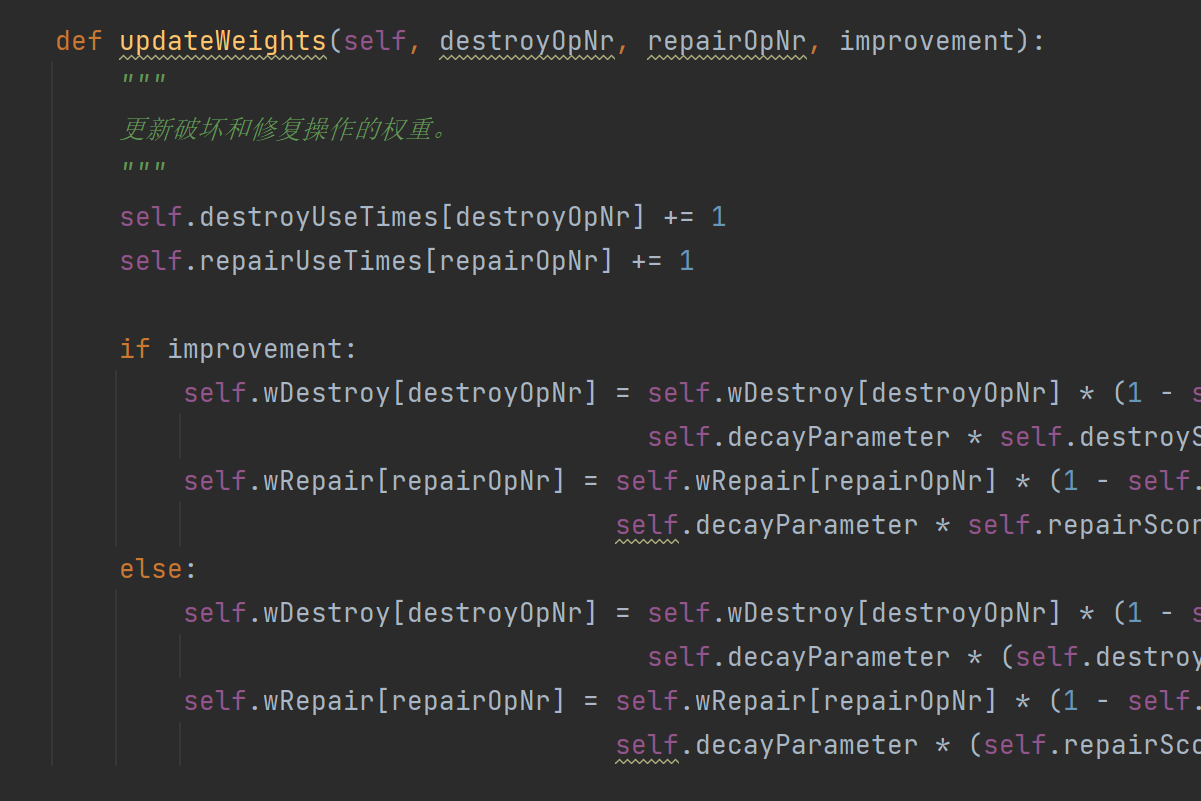 def updateWeights(self, destroyOpNr, repairOpNr, improvement):
"""
更新破坏和修复操作的权重。
"""
self.destroyUseTimes[destroyOpNr] += 1
self.repairUseTimes[repairOpNr] += 1
if improvement:
self.wDestroy[destroyOpNr] = self.wDestroy[destroyOpNr] * (1 -
self.decayParameter * self.destroyS
self.wRepair[repairOpNr] = self.wRepair[repairOpNr] * (1 - self.
self.decayParameter * self.repairScor
else:
self.wDestroy[destroyOpNr] = self.wDestroy[destroyOpNr] * (1 -
self.decayParameter * (self.destroy
self.wRepair[repairOpNr] = self.wRepair[repairOpNr] * (1 - self.
self.decayParameter * (self.repairSco